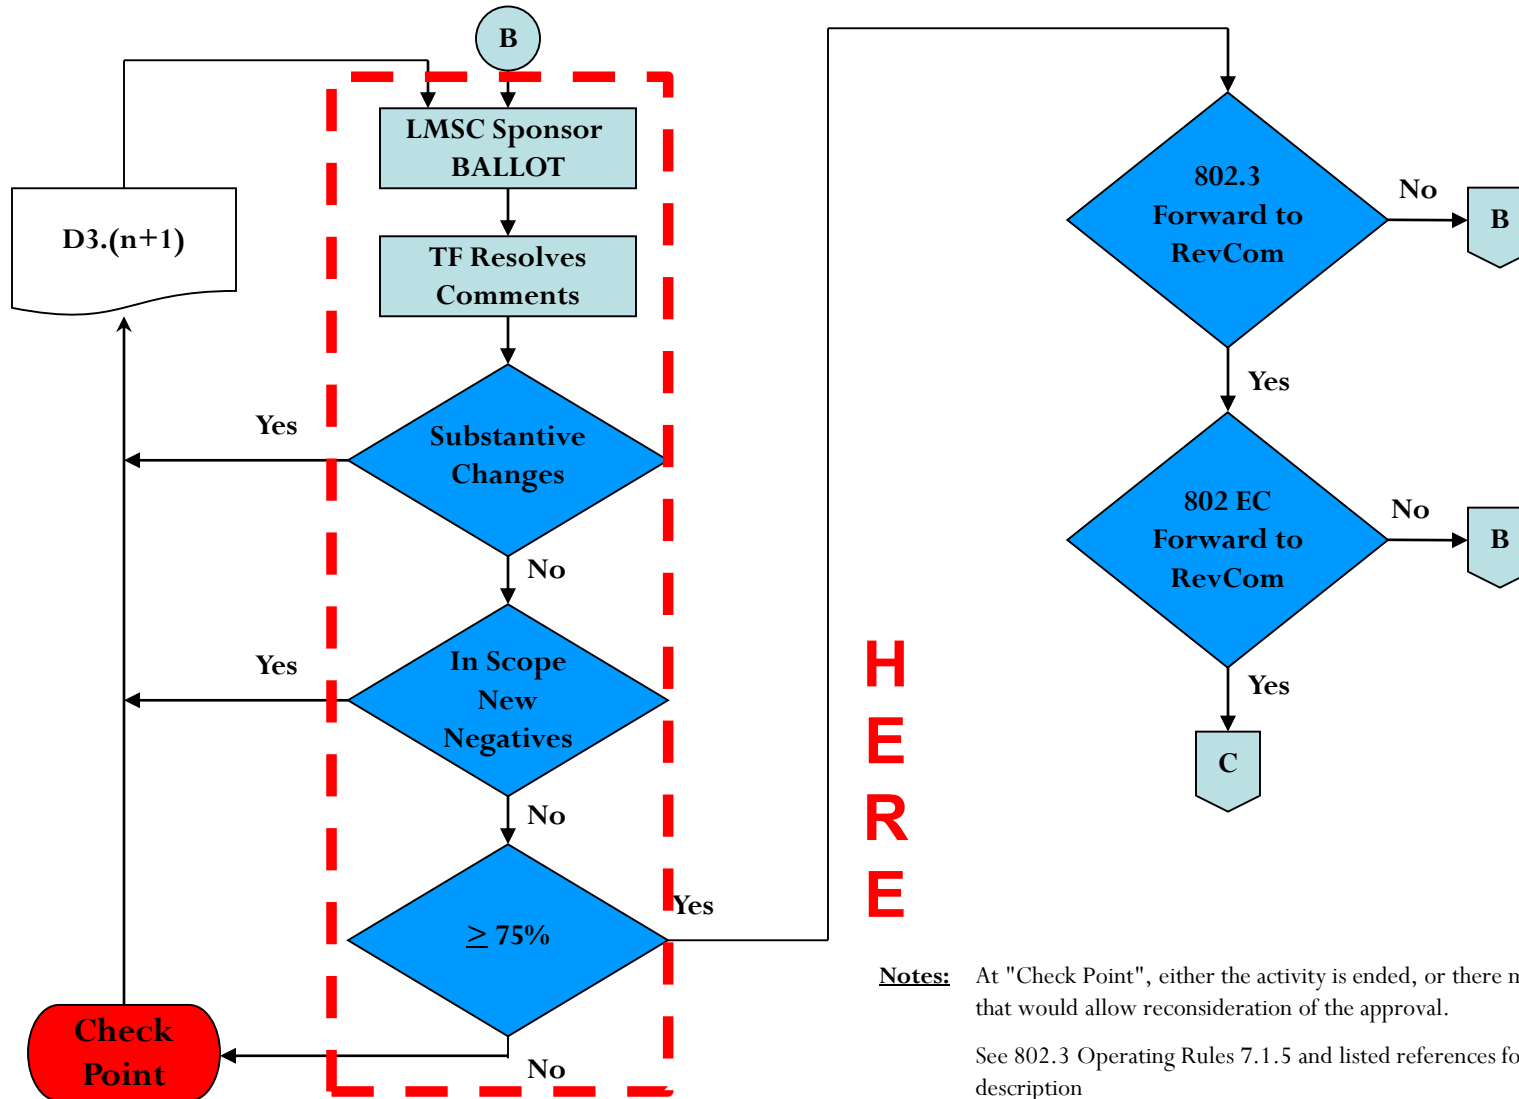 B
LMSC Sponsor
BALLOT
D3.(n+1)
TF Resolves
Comments
Substantive
Changes
Yes
No
In Scope
New
Negatives
Yes
No
≥ 75%
Yes
No
Check
Point
802.3
Forward to
RevCom
No
B
Yes
802 EC
Forward to
RevCom
No
B
Yes
C
H
E
R
E
Notes: At "Check Point", either the activity is ended, or there
that would allow reconsideration of the approval.
See 802.3 Operating Rules 7.1.5 and listed references
description